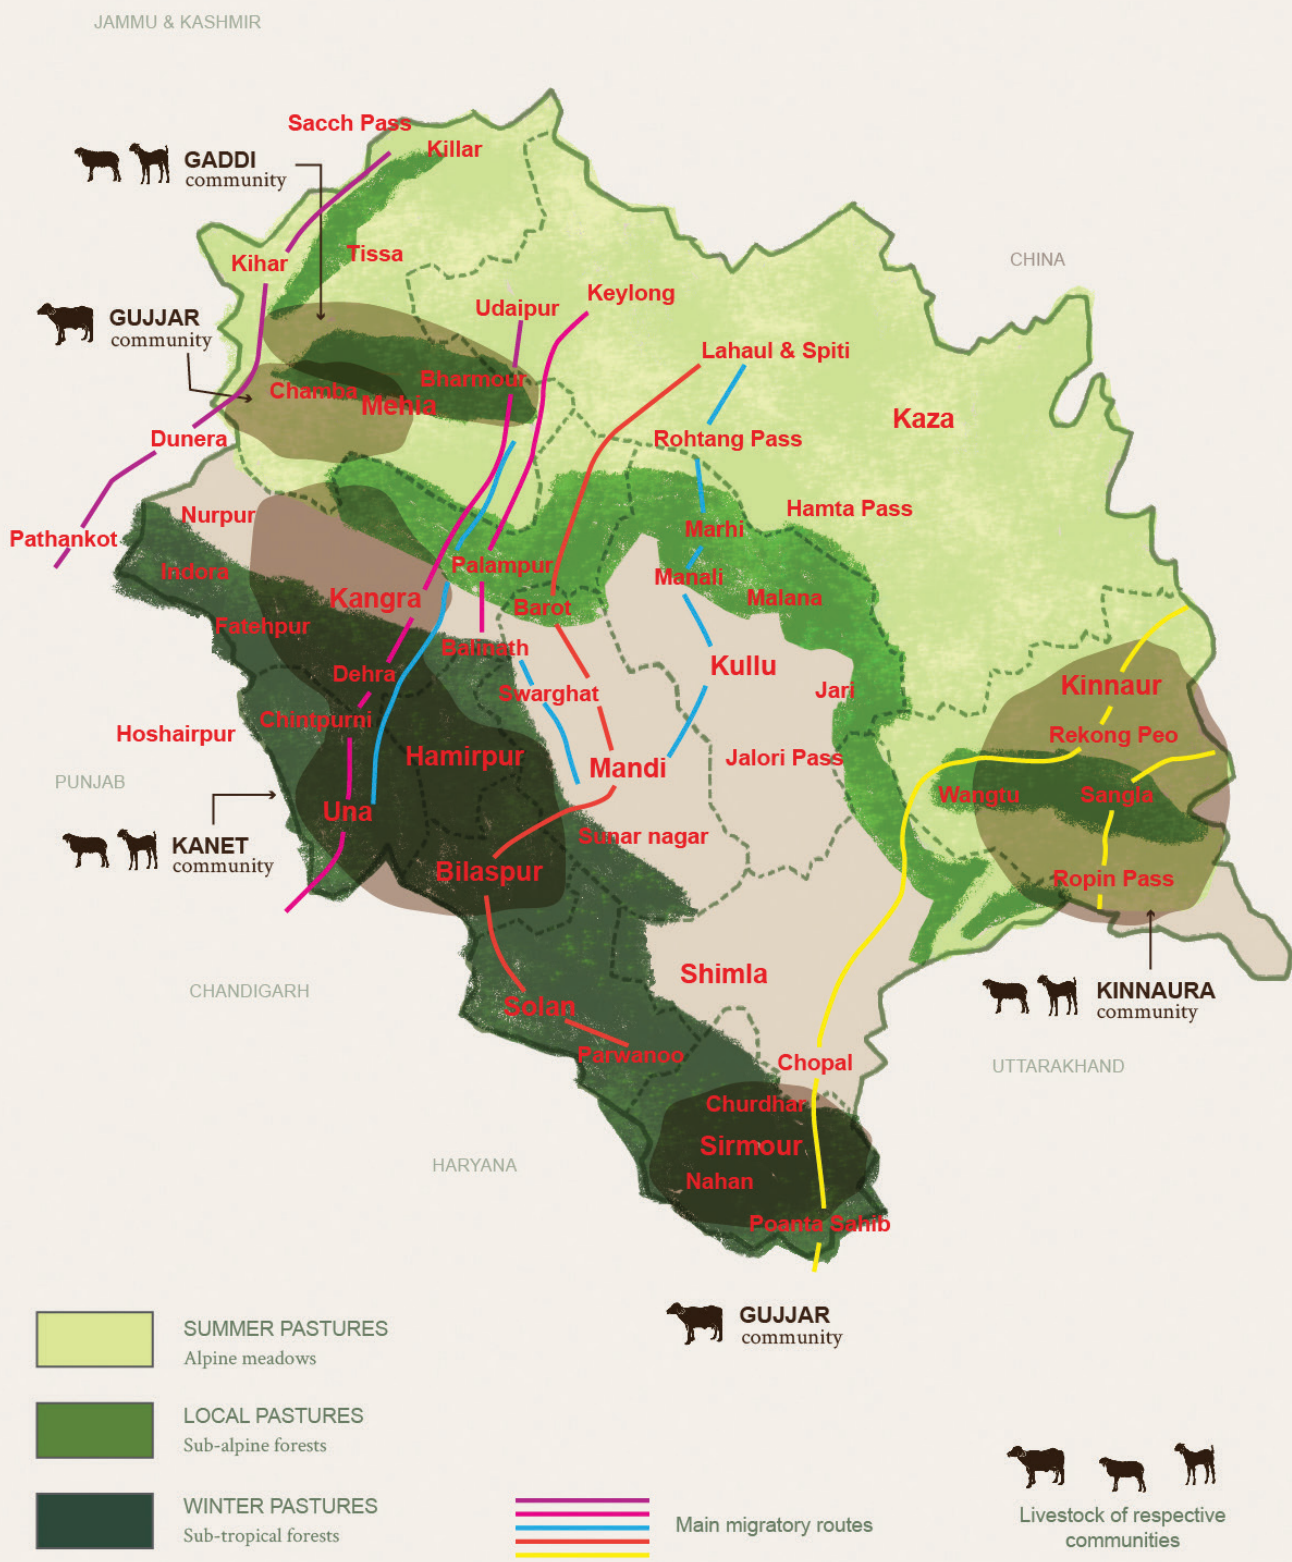 JAMMU & KASHMIR
Sacch Pass
Killar
GADDI
community
Tissa
Kihar
CHINA
Keylong
Udaipur
GUJJAR
community
Lahaul & Spiti
Bharmour
Chamba
Mehia
Kaza
Dunera
Rohtang Pass
Hamta Pass
Nurpur
Marhi
Pathankot
Palampur
Indora
Manali
Kangra
Malana
Barot
Fatehpur
Balinath
Kullu
Dehra
Kinnaur
Swarghat
Jari
Chintpurni
Hoshairpur
Rekong Peo
Hamirpur
Jalori Pass
Mandi
PUNJAB
Wangtu
Sangla
Una
Sunar nagar
KANET
community
Bilaspur
Ropin Pass
Shimla
CHANDIGARH
KINNAURA
community
Solan
Parwanoo
Chopal
UTTARAKHAND
Churdhar
Sirmour
HARYANA
Nahan
Poanta Sahib
GUJJAR
community
SUMMER PASTURES
Alpine meadows
LOCAL PASTURES
Sub-alpine forests
WINTER PASTURES
Sub-tropical forests
Main migratory routes
Livestock of respective
communities